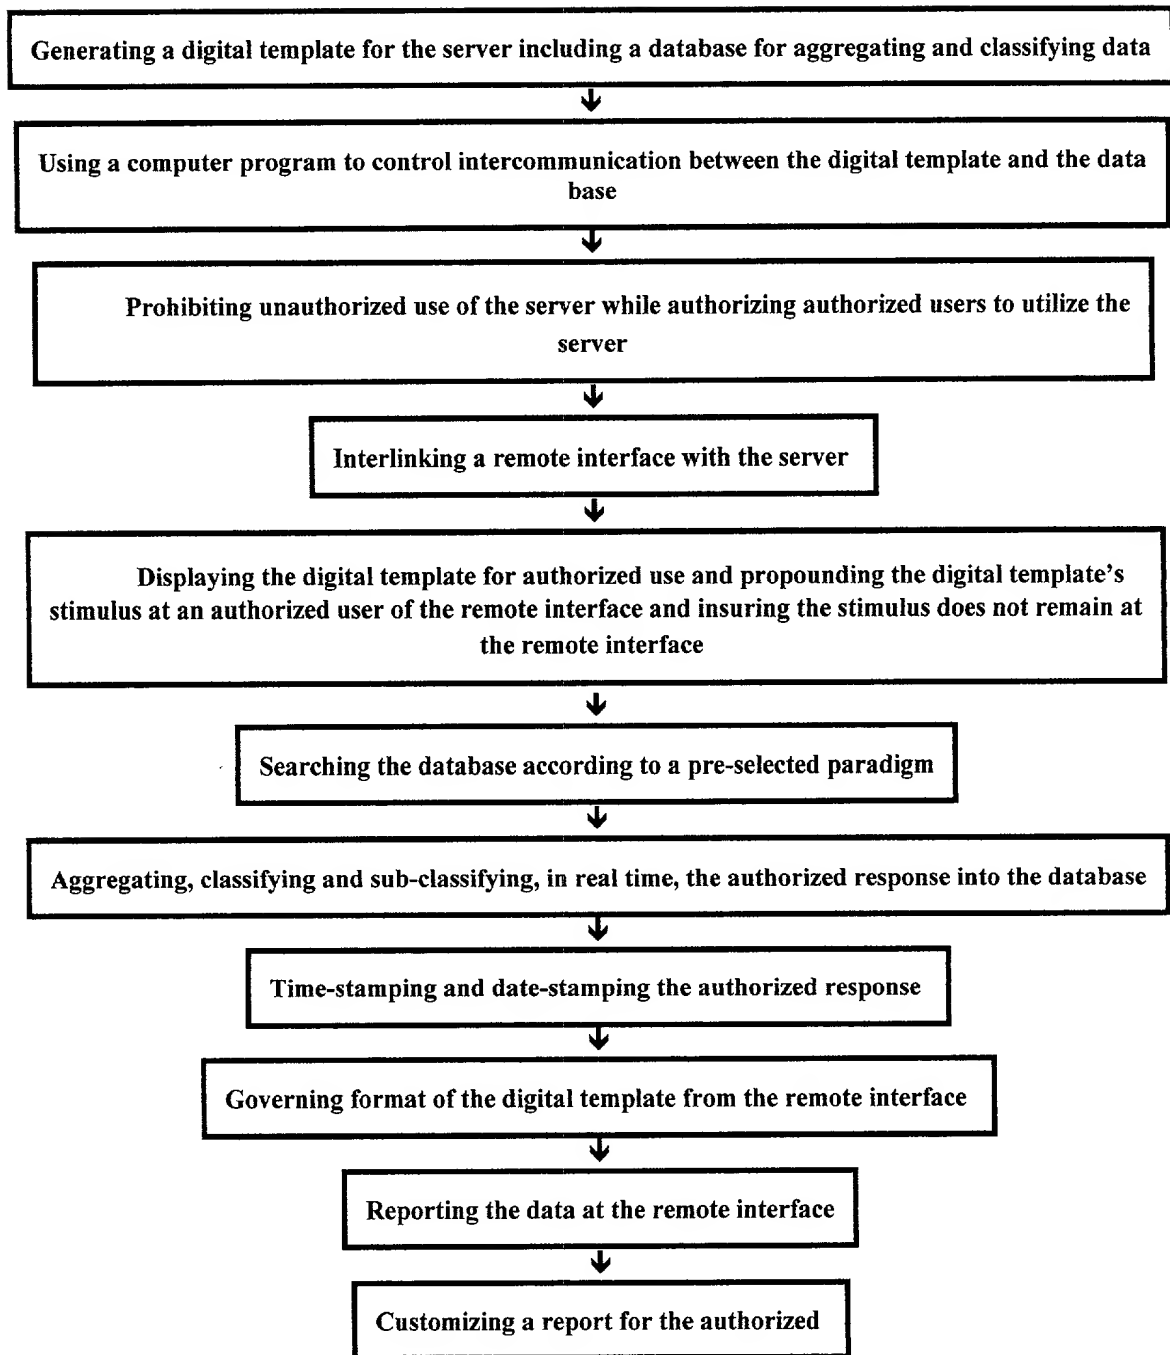 Generating a digital template for the server including a database for aggregating and classifying data
Using a computer program to control intercommunication between the digital template and the data
base
Prohibiting unauthorized use of the server while authorizing authorized users to utilize the
server
Interlinking a remote interface with the server
Displaying the digital template for authorized use and propounding the digital template's
stimulus at an authorized user of the remote interface and insuring the stimulus does not remain at
the remote interface
Searching the database according to a pre-selected paradigm
Aggregating, classifying and sub-classifying, in real time, the authorized response into the database
Time-stamping and date-stamping the authorized response
Governing format of the digital template from the remote interface
Reporting the data at the remote interface
Customizing a report for the authorized